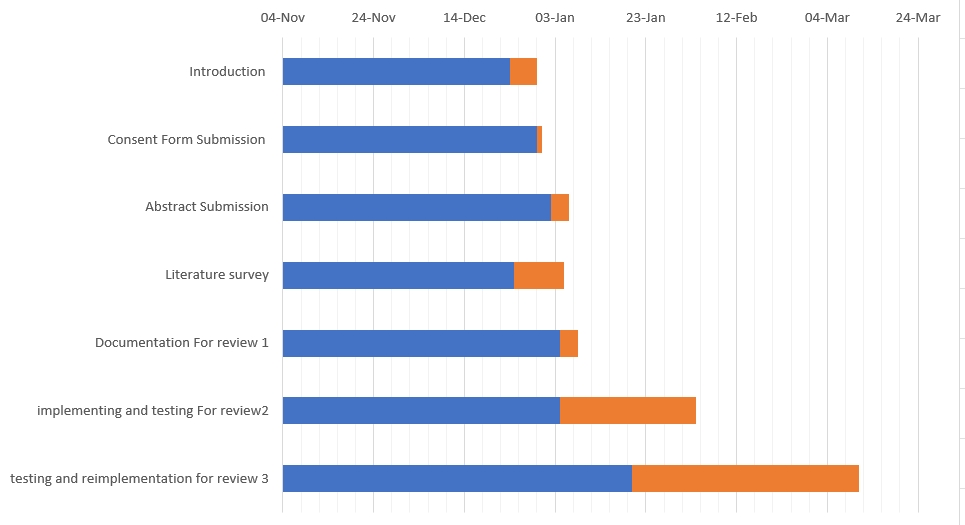 04-Nov 24-Nov 14-Dec 03-Jan 23-Jan 12-Feb 04-Mar 24-Mar
Introduction
Consent Form Submission
Abstract Submission
Literature survey
Documentation For review 1
implementing and testing For review2
testing and reimplementation for review 3